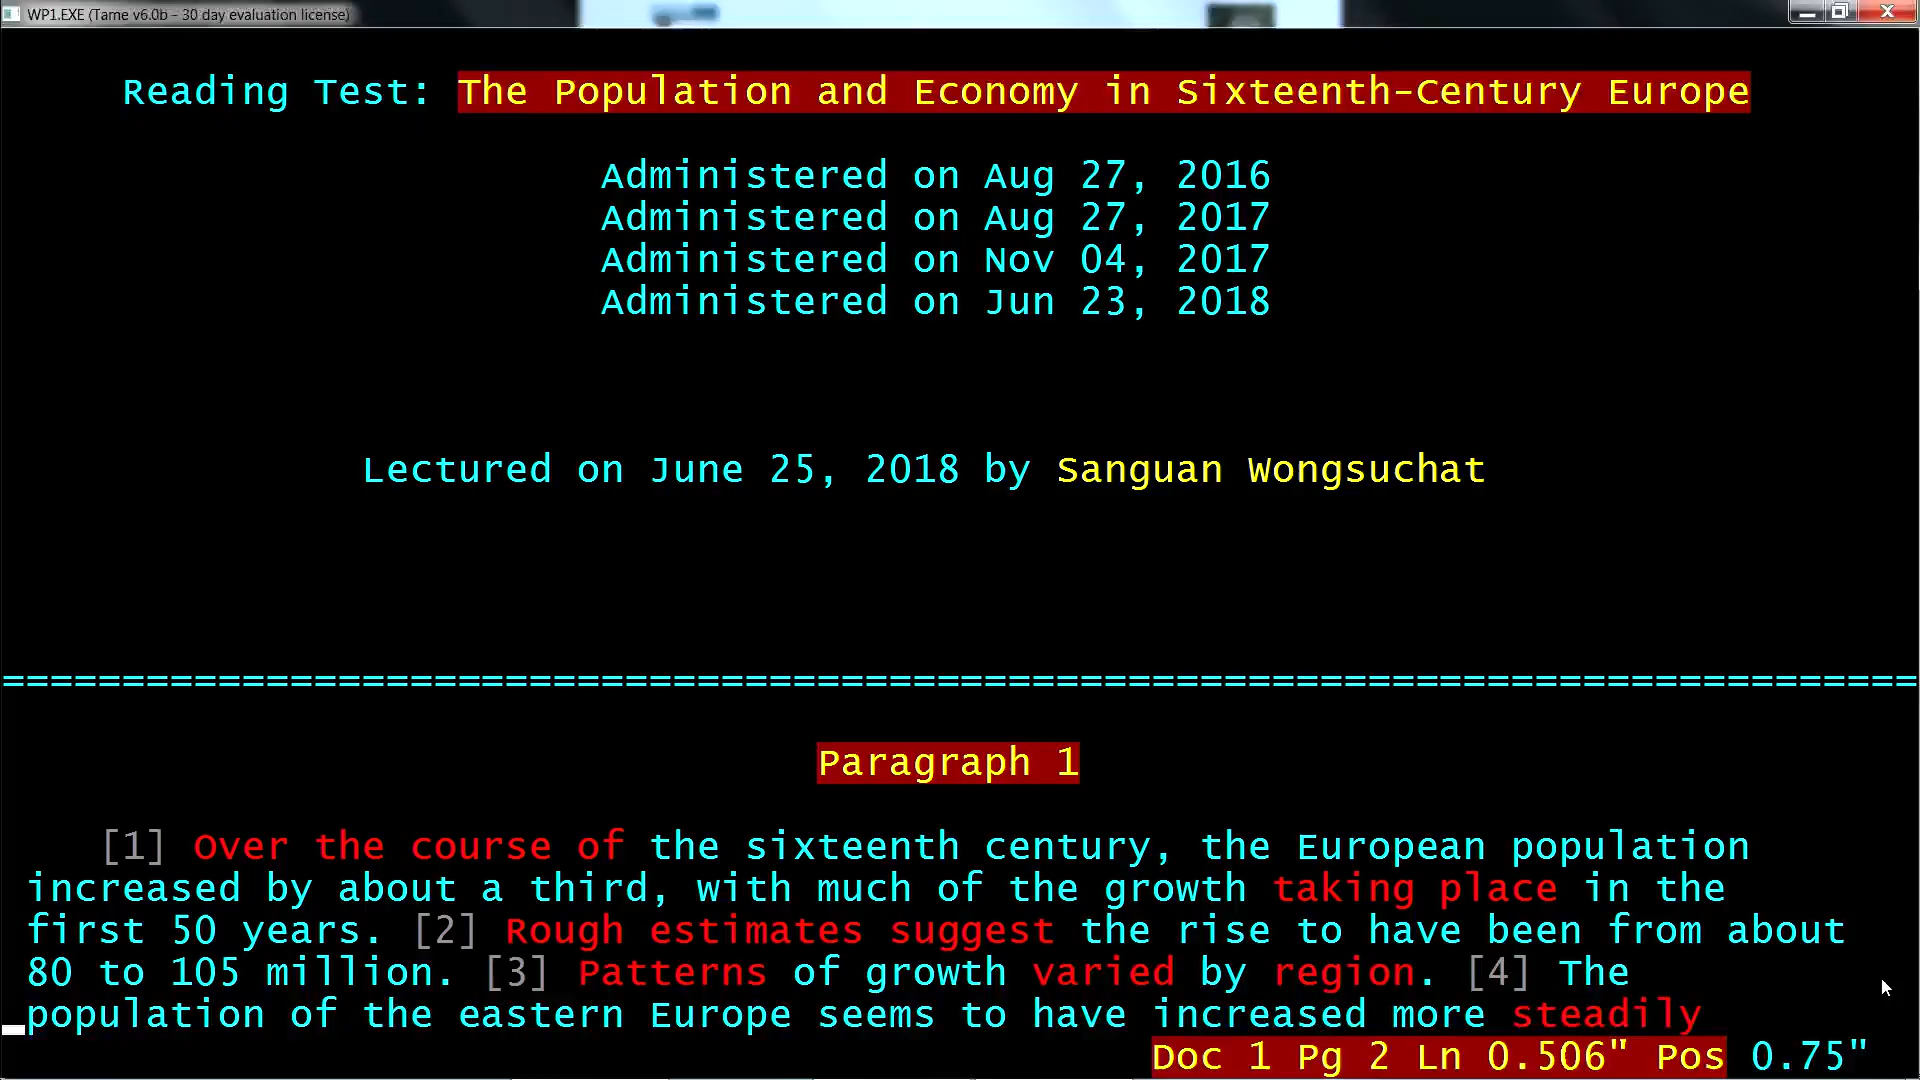 WP1.EXE (Tame v6.0b - 30 day evaluation license)
Reading Test: The Population and Economy in Sixteenth-Century Europe
Administered on Aug 27, 2016
Administered on Aug 27, 2017
Administered on Nov 04, 2017
Administered on Jun 23, 2018
Lectured on June 25, 2018 by Sanguan Wongsuchat
================================================================================
Paragraph 1
[1] Over the course of the sixteenth century, the European population
increased by about a third, with much of the growth taking place in the
first 50 years. [2] Rough estimates suggest the rise to have been from about
80 to 105 million. [3] Patterns of growth varied by region. [4] The
population of the eastern Europe seems to have increased more steadily
Doc 1 Pg 2 Ln 0.506" Pos 0.75"